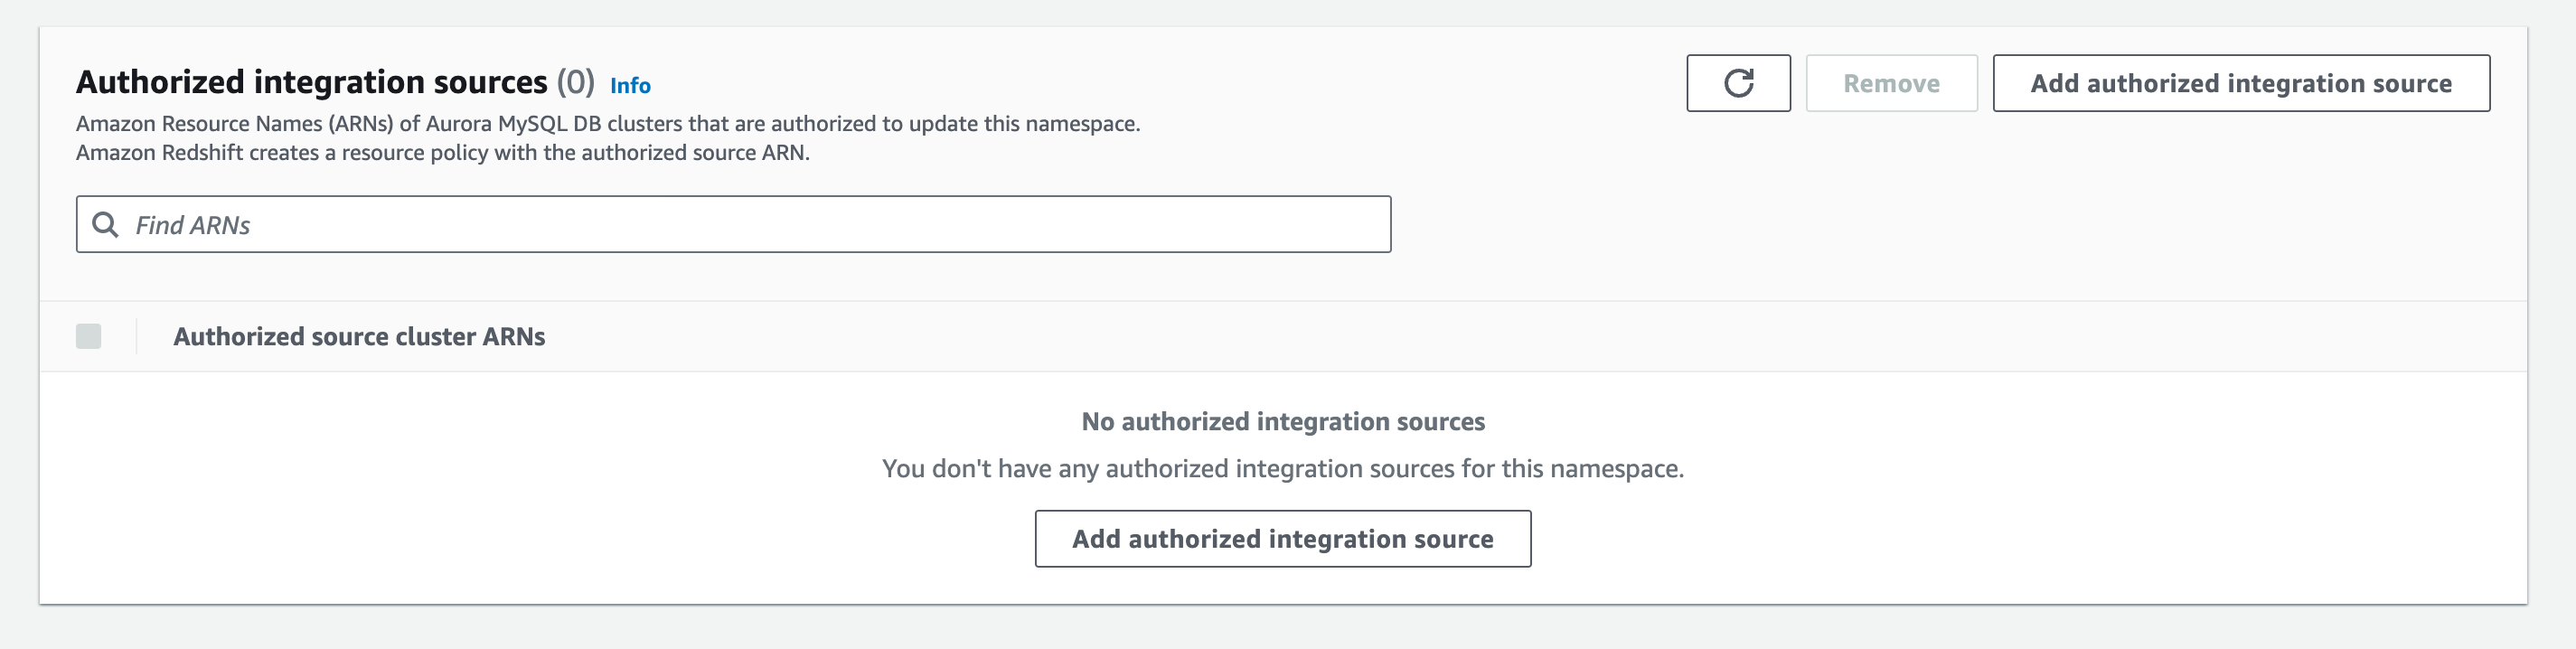 Authorized integration sources (0) Info
Remove
Add authorized integration source
Amazon Resource Names (ARNs) of Aurora MySQL DB clusters that are authorized to update this namespace.
Amazon Redshift creates a resource policy with the authorized source ARN.
Find ARNs
Authorized source cluster ARNs
No authorized integration sources
You don't have any authorized integration sources for this namespace.
Add authorized integration source